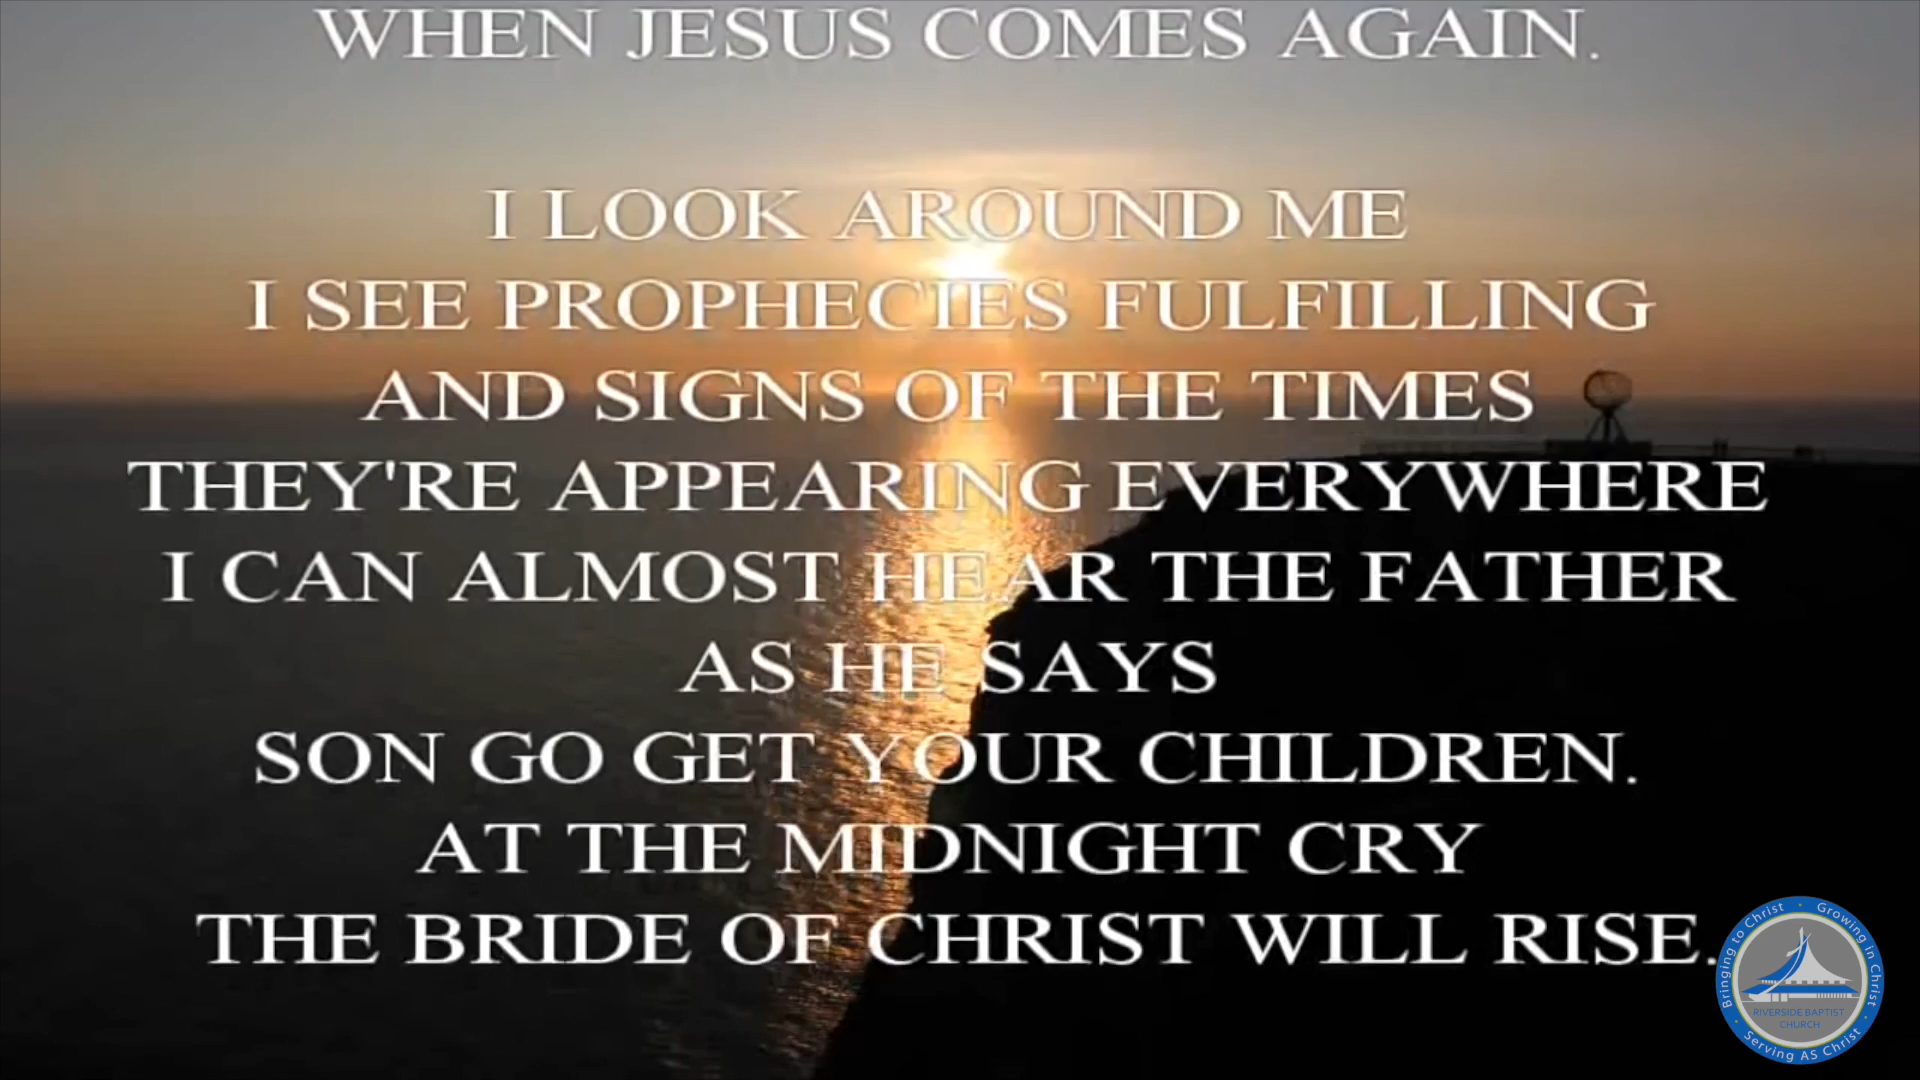 WHEN JESUS COMES AGAIN.
I LOOK AROUND ME
I SEE PROPHECIES FULFILLING
AND SIGNS OF THE TIMES
THEY'RE APPEARING EVERYWHERE
I CAN ALMOST HEAR THE FATHER
AS HE SAYS
SON GO GET YOUR CHILDREN.
AT THE MIDNIGHT CRY
THE BRIDE OF CHRIST WILL RISE.
Bringing to Christ • Growing in Christ
RIVERSIDE BAPTIST
CHURCH
• Serving AS Christ •